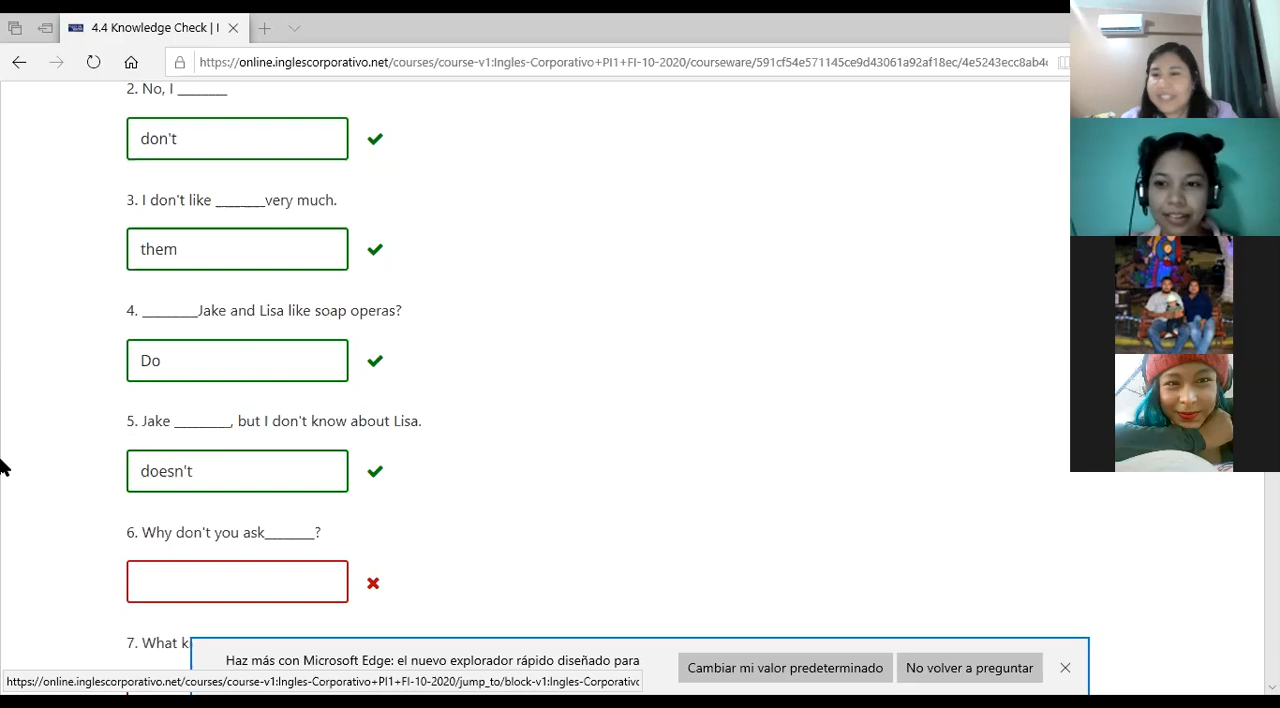 4.4 Knowledge Check | I
https://online.inglescorporativo.net/courses/course-v1:Ingles-Corporativo+PI1+FI-10-2020/courseware/591cf54e571145ce9d43061a92af18ec/4e5243ecc8ab4c
2. No, I _______
don't
3. I don't like _______very much.
them
4. ________Jake and Lisa like soap operas?
Do
5. Jake ________, but I don't know about Lisa.
doesn't
6. Why don't you ask_______?
7. What k
Haz más con Microsoft Edge: el nuevo explorador rápido diseñado para
Cambiar mi valor predeterminado
No volver a preguntar
https://online.inglescorporativo.net/courses/course-v1:Ingles-Corporativo+PI1+FI-10-2020/jump_to/block-v1:Ingles-Corporativo